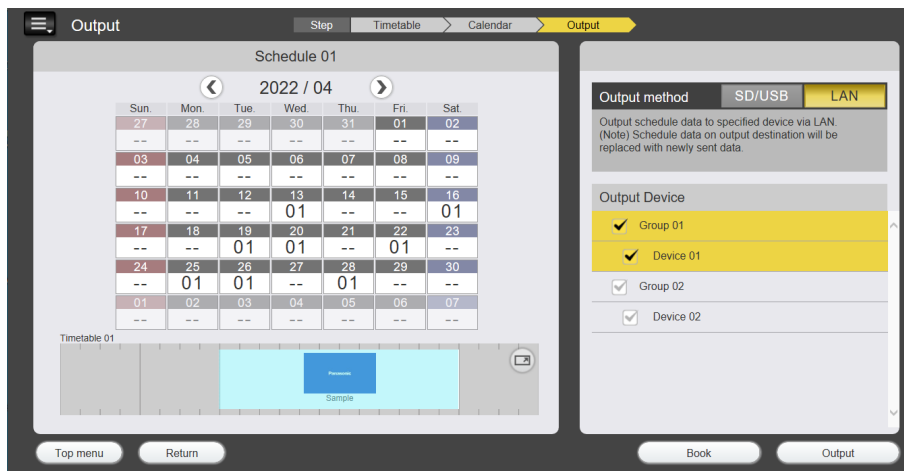 Output
Step Timetable Calendar Output
Schedule 01
2022 / 04
Sun. Mon. Tue. Wed. Thu. Fri. Sat.
27 28 29 30 31 01 02
-- -- -- -- -- -- --
03 04 05 06 07 08 09
-- -- -- -- -- -- --
10 11 12 13 14 15 16
-- -- -- 01 -- -- 01
17 18 19 20 21 22 23
-- -- 01 01 -- 01 --
24 25 26 27 28 29 30
-- 01 01 -- 01 -- --
01 02 03 04 05 06 07
-- -- -- -- -- -- --
Timetable 01
Panasonic
Sample
Output method SD/USB LAN
Output schedule data to specified device via LAN.
(Note) Schedule data on output destination will be
replaced with newly sent data.
Output Device
Group 01
Device 01
Group 02
Device 02
Top menu Return Book Output